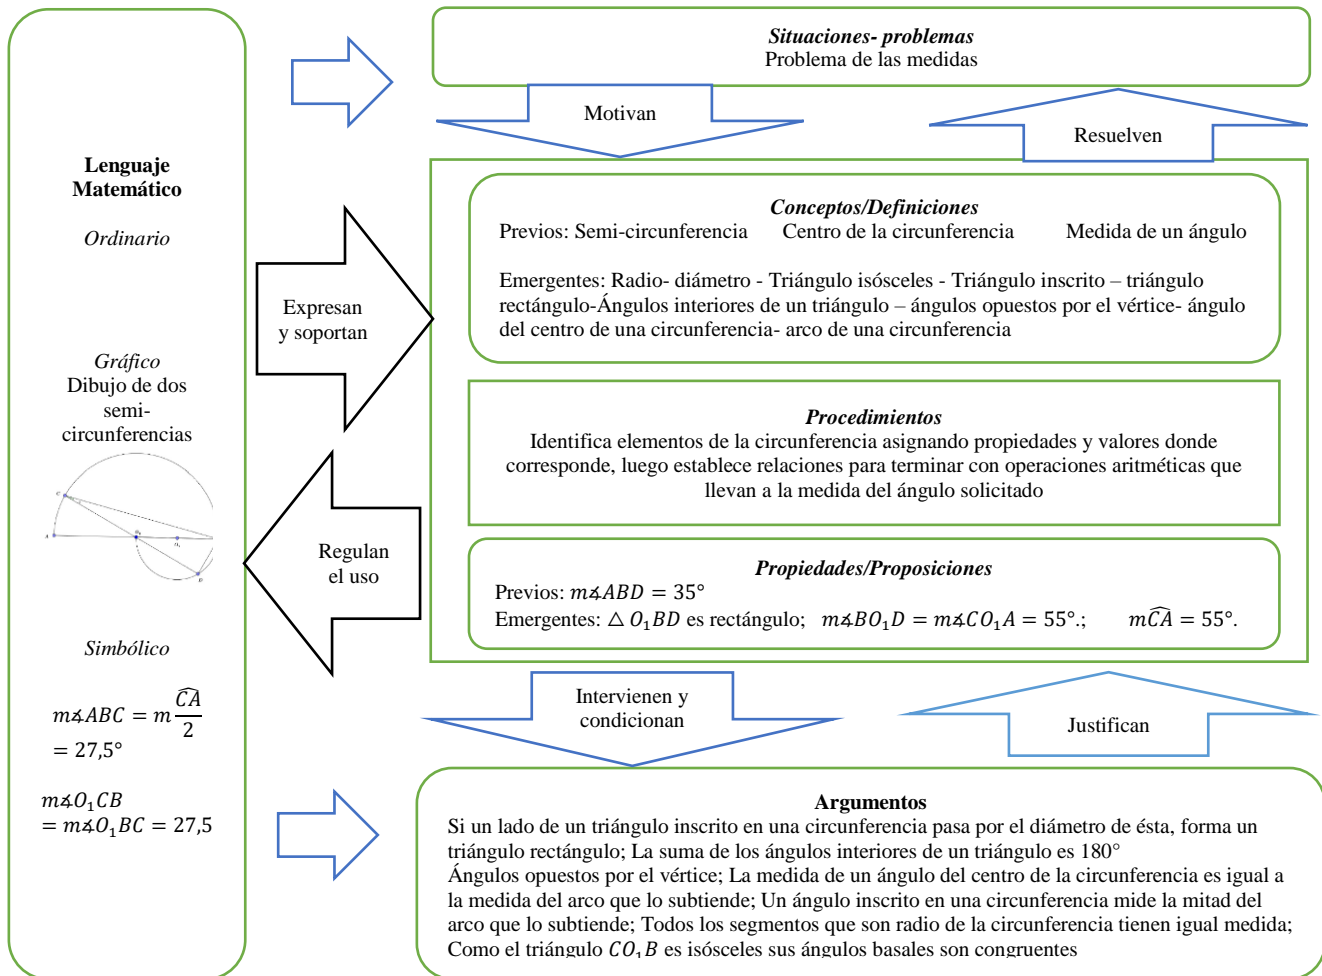 Situaciones- problemas
Problema de las medidas
Motivan
Resuelven
Lenguaje
Matemático
Ordinario
Gráfico
Dibujo de dos
semi-
circunferencias
C
A
D
Simbólico
m∡ABC = m \frac{\widehat{CA}}{2}
= 27,5°
m∡O₁CB
= m∡O₁BC = 27,5
Expresan
y soportan
Regulan
el uso
Conceptos/Definiciones
Previos: Semi-circunferencia Centro de la circunferencia Medida de un ángulo
Emergentes: Radio- diámetro - Triángulo isósceles - Triángulo inscrito – triángulo
rectángulo-Ángulos interiores de un triángulo – ángulos opuestos por el vértice- ángulo
del centro de una circunferencia- arco de una circunferencia
Procedimientos
Identifica elementos de la circunferencia asignando propiedades y valores donde
corresponde, luego establece relaciones para terminar con operaciones aritméticas que
llevan a la medida del ángulo solicitado
Propiedades/Proposiciones
Previos: m∡ABD = 35°
Emergentes: △ O₁BD es rectángulo; m∡BO₁D = m∡CO₁A = 55°.; m\widehat{CA} = 55°.
Intervienen y
condicionan
Justifican
Argumentos
Si un lado de un triángulo inscrito en una circunferencia pasa por el diámetro de ésta, forma un
triángulo rectángulo; La suma de los ángulos interiores de un triángulo es 180°
Ángulos opuestos por el vértice; La medida de un ángulo del centro de la circunferencia es igual a
la medida del arco que lo subtiende; Un ángulo inscrito en una circunferencia mide la mitad del
arco que lo subtiende; Todos los segmentos que son radio de la circunferencia tienen igual medida;
Como el triángulo CO₁B es isósceles sus ángulos basales son congruentes